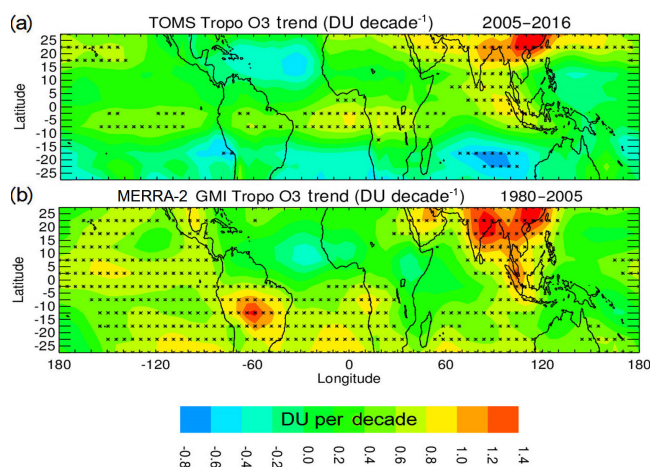 (a) TOMS Tropo O3 trend (DU decade⁻¹) 2005−2016
25
20
15
10
5
0
-5
-10
-15
-20
-25
Latitude
(b) MERRA-2 GMI Tropo O3 trend (DU decade⁻¹) 1980−2005
25
20
15
10
5
0
-5
-10
-15
-20
-25
Latitude
180 -120 -60 0 60 120 180
Longitude
DU per decade
-0.8 -0.6 -0.4 -0.2 0.0 0.2 0.4 0.6 0.8 1.0 1.2 1.4